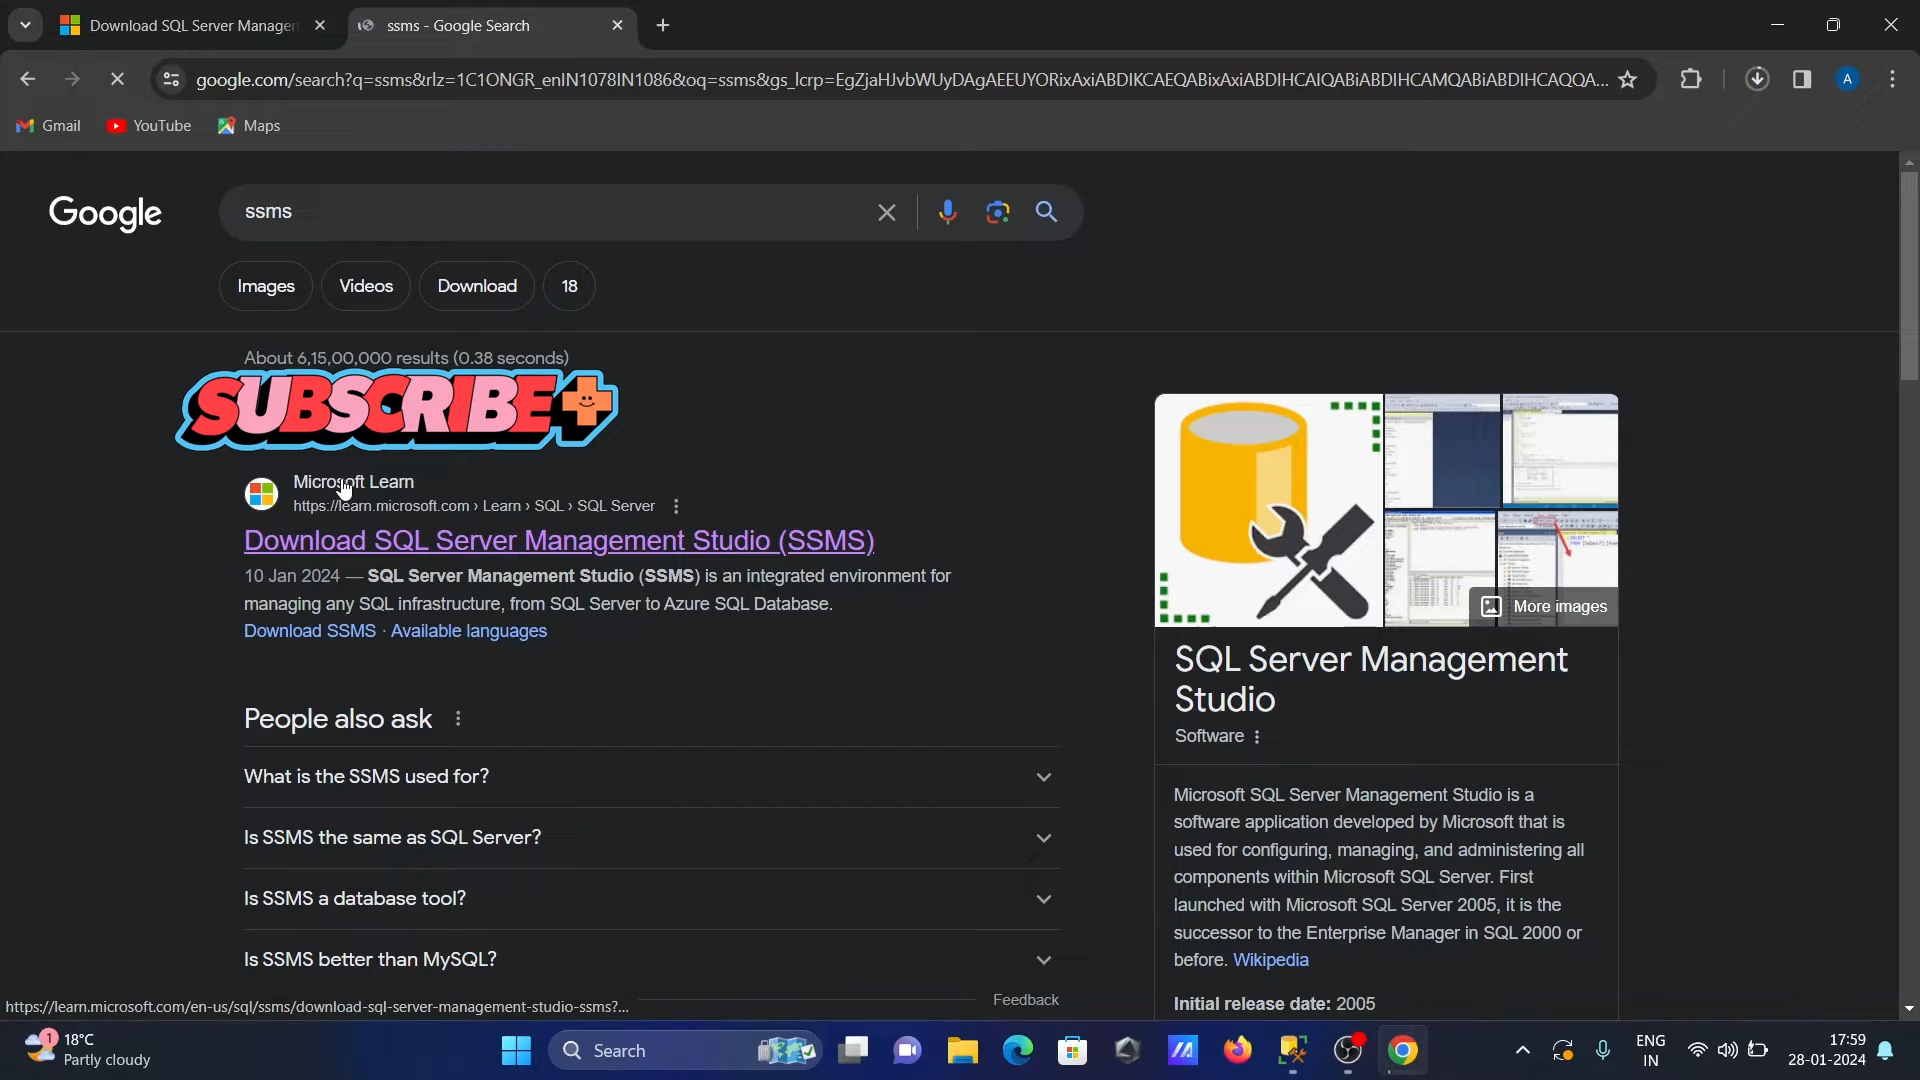 Download SQL Server Manager
ssms - Google Search
google.com/search?q=ssms&rlz=1C1ONGR_enIN1078IN1086&oq=ssms&gs_lcrp=EgZjaHJvbWUyDAgAEEUYORixAxiABDIKCAEQABixAxiABDIHCAIQABiABDIHCAMQABiABDIHCAQQA...
A
Gmail
YouTube
Maps
Google
ssms
Images
Videos
Download
18
About 6,15,00,000 results (0.38 seconds)
SUBSCRIBE+
Microsoft Learn
https://learn.microsoft.com › Learn › SQL › SQL Server
Download SQL Server Management Studio (SSMS)
10 Jan 2024 — SQL Server Management Studio (SSMS) is an integrated environment for
managing any SQL infrastructure, from SQL Server to Azure SQL Database.
Download SSMS · Available languages
People also ask
What is the SSMS used for?
Is SSMS the same as SQL Server?
Is SSMS a database tool?
Is SSMS better than MySQL?
Feedback
More images
SQL Server Management
Studio
Software
Microsoft SQL Server Management Studio is a
software application developed by Microsoft that is
used for configuring, managing, and administering all
components within Microsoft SQL Server. First
launched with Microsoft SQL Server 2005, it is the
successor to the Enterprise Manager in SQL 2000 or
before. Wikipedia
Initial release date: 2005
https://learn.microsoft.com/en-us/sql/ssms/download-sql-server-management-studio-ssms?...
1
18°C
Partly cloudy
Search
ENG
IN
17:59
28-01-2024